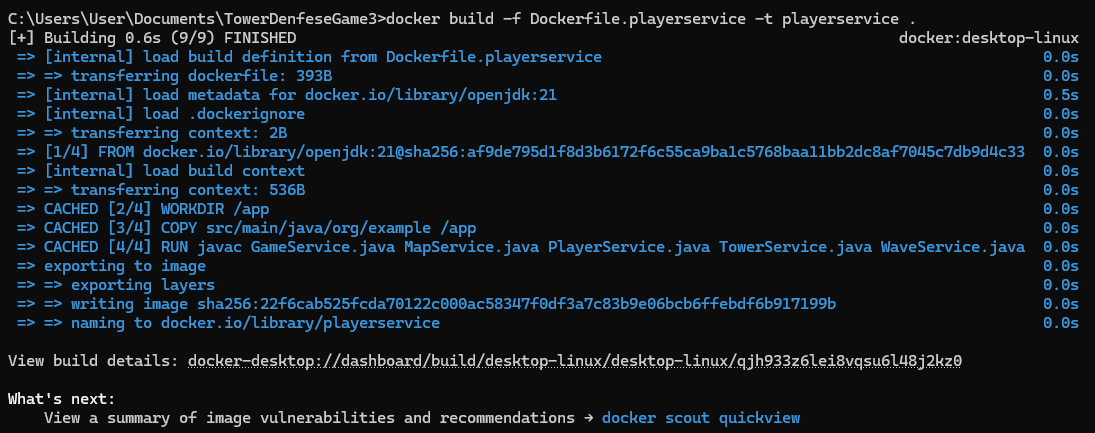 C:\Users\User\Documents\TowerDenfeseGame3>docker build -f Dockerfile.playerservice -t playerservice .
[+] Building 0.6s (9/9) FINISHED docker:desktop-linux
=> [internal] load build definition from Dockerfile.playerservice 0.0s
=> => transferring dockerfile: 393B 0.0s
=> [internal] load metadata for docker.io/library/openjdk:21 0.5s
=> [internal] load .dockerignore 0.0s
=> => transferring context: 2B 0.0s
=> [1/4] FROM docker.io/library/openjdk:21@sha256:af9de795d1f8d3b6172f6c55ca9ba1c5768baa11bb2dc8af7045c7db9d4c33 0.0s
=> [internal] load build context 0.0s
=> => transferring context: 536B 0.0s
=> CACHED [2/4] WORKDIR /app 0.0s
=> CACHED [3/4] COPY src/main/java/org/example /app 0.0s
=> CACHED [4/4] RUN javac GameService.java MapService.java PlayerService.java TowerService.java WaveService.java 0.0s
=> exporting to image 0.0s
=> => exporting layers 0.0s
=> => writing image sha256:22f6cab525fcda70122c000ac58347f0df3a7c83b9e06bcb6ffebdf6b917199b 0.0s
=> => naming to docker.io/library/playerservice 0.0s
View build details: docker-desktop://dashboard/build/desktop-linux/desktop-linux/qjh933z6lei8vqsu6l48j2kz0
What's next:
View a summary of image vulnerabilities and recommendations → docker scout quickview